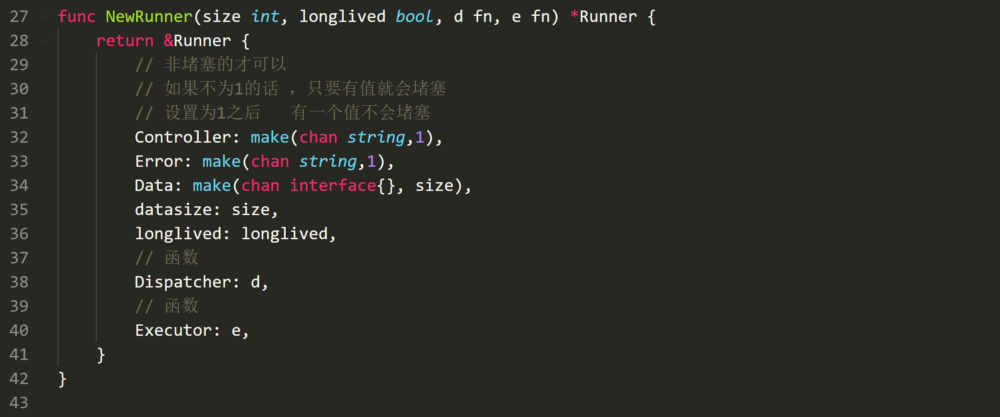 27 func NewRunner(size int, longlived bool, d fn, e fn) *Runner {
28     return &Runner {
29         // 非堵塞的才可以
30         // 如果不为1的话 ，只要有值就会堵塞
31         // 设置为1之后   有一个值不会堵塞
32         Controller: make(chan string,1),
33         Error: make(chan string,1),
34         Data: make(chan interface{}, size),
35         datasize: size,
36         longlived: longlived,
37         // 函数
38         Dispatcher: d,
39         // 函数
40         Executor: e,
41     }
42 }
43